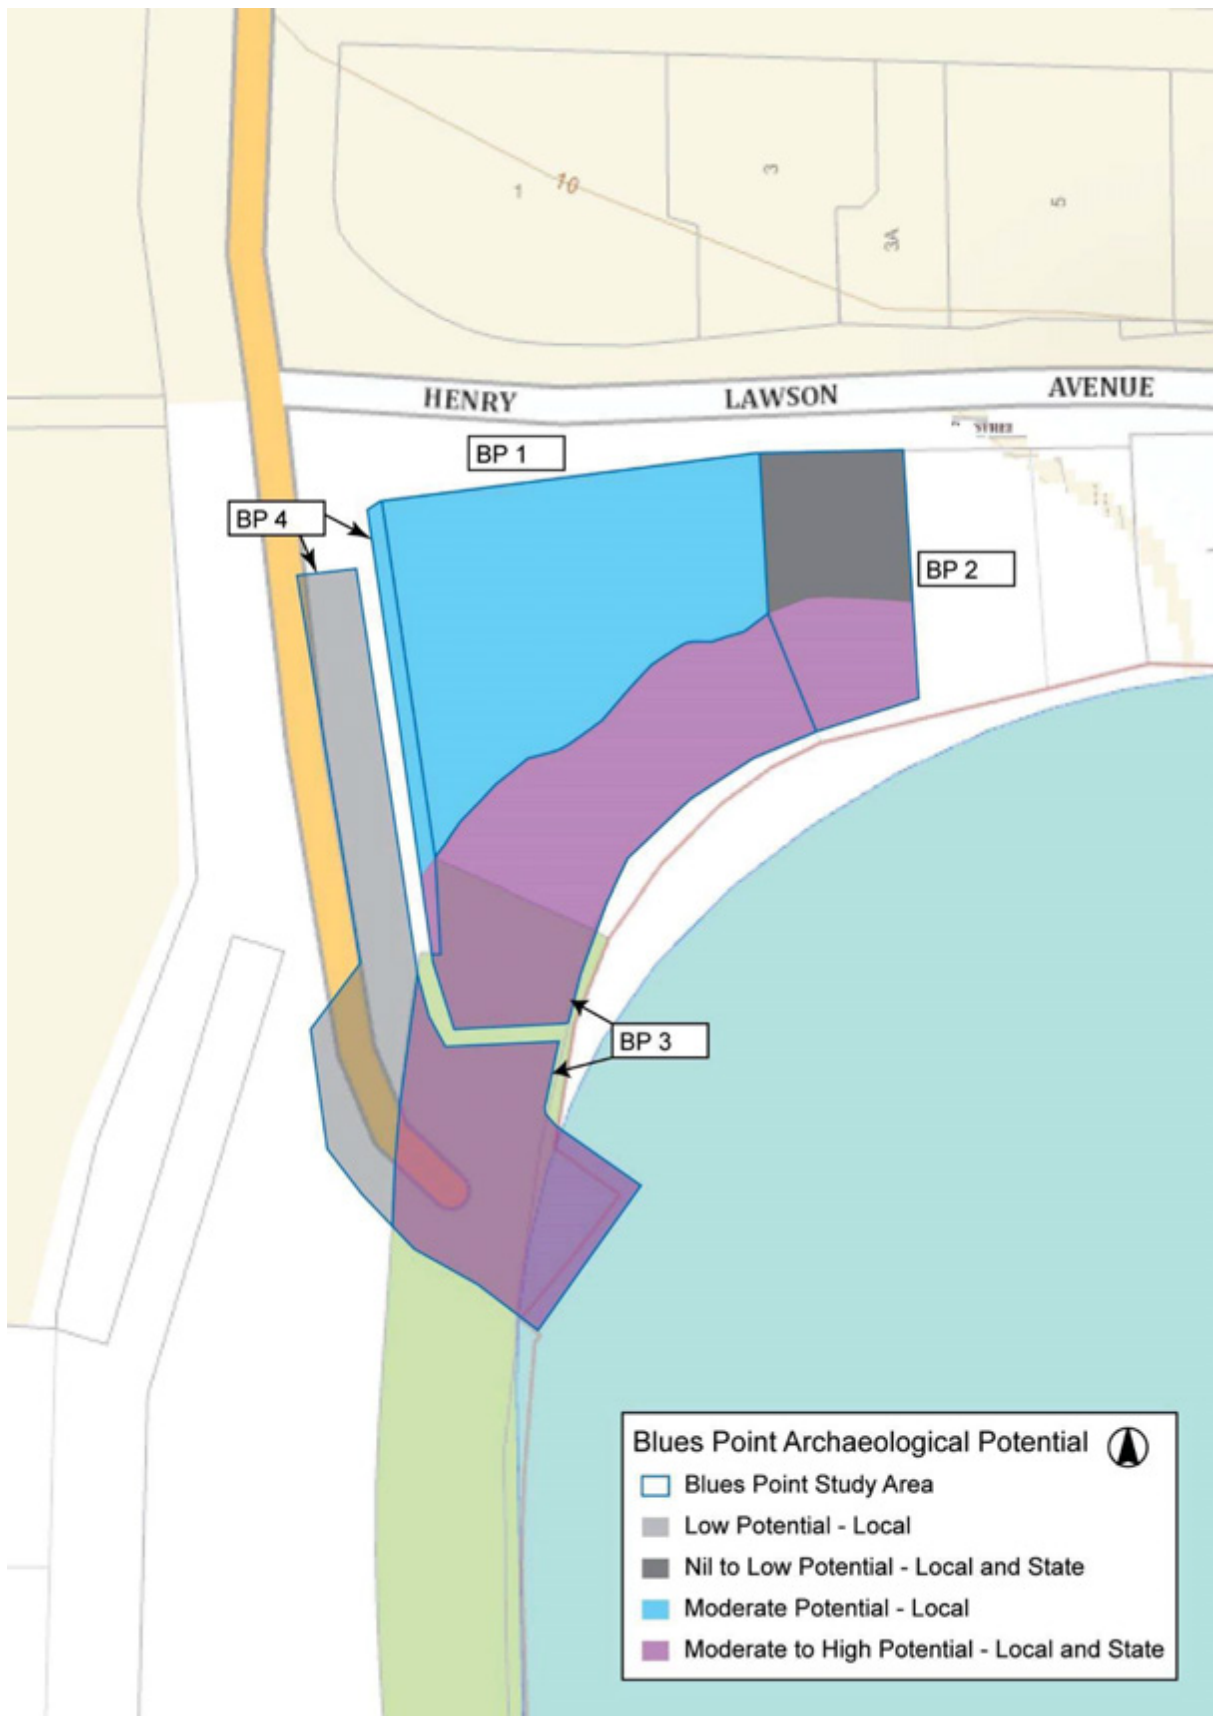 10
1
3
3A
5
HENRY LAWSON AVENUE
BP 1
BP 4
BP 2
BP 3
Blues Point Archaeological Potential
Blues Point Study Area
Low Potential - Local
Nil to Low Potential - Local and State
Moderate Potential - Local
Moderate to High Potential - Local and State